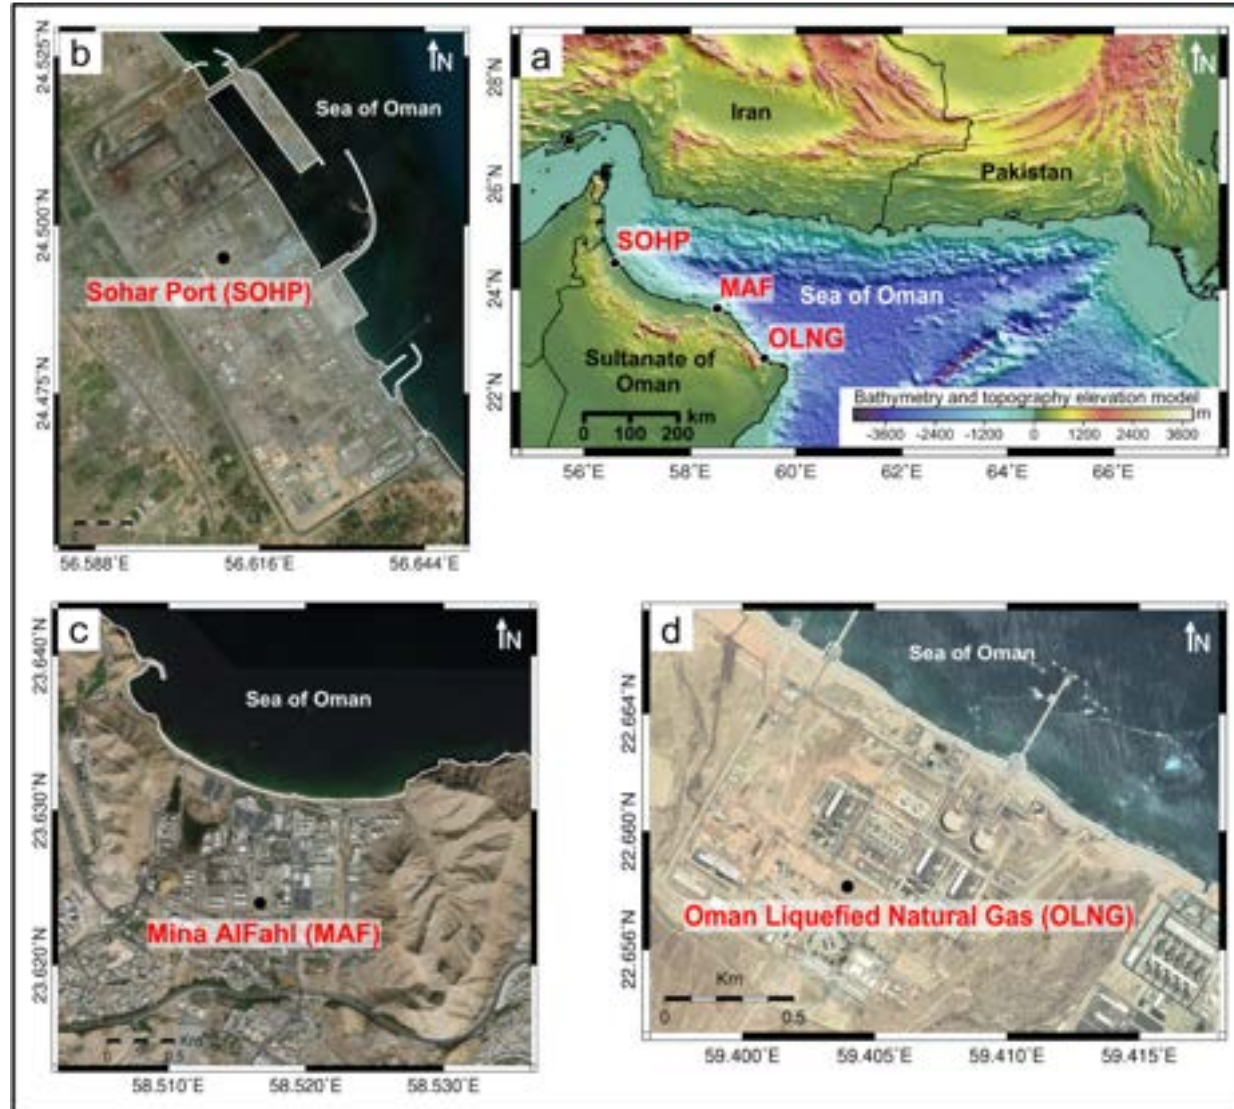 b
N
Sea of Oman
Sohar Port (SOHP)
24.525˚N
24.500˚N
24.475˚N
56.588˚E 56.616˚E 56.644˚E
a
N
Iran
Pakistan
SOHP
MAF
Sea of Oman
OLNG
Sultanate of
Oman
km
0 100 200
Bathymetry and topography elevation model
m
-3600 -2400 -1200 0 1200 2400 3600
28˚N
26˚N
24˚N
22˚N
56˚E 58˚E 60˚E 62˚E 64˚E 66˚E
c
N
Sea of Oman
Mina AlFahl (MAF)
Km
0 0.5
23.640˚N
23.630˚N
23.620˚N
58.510˚E 58.520˚E 58.530˚E
d
N
Sea of Oman
Oman Liquefied Natural Gas (OLNG)
Km
0 0.5
22.664˚N
22.660˚N
22.656˚N
59.400˚E 59.405˚E 59.410˚E 59.415˚E